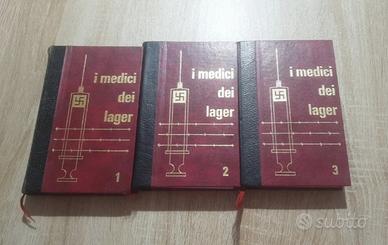 i medici
dei
lager
1
i medici
dei
lager
2
i medici
dei
lager
3
subito